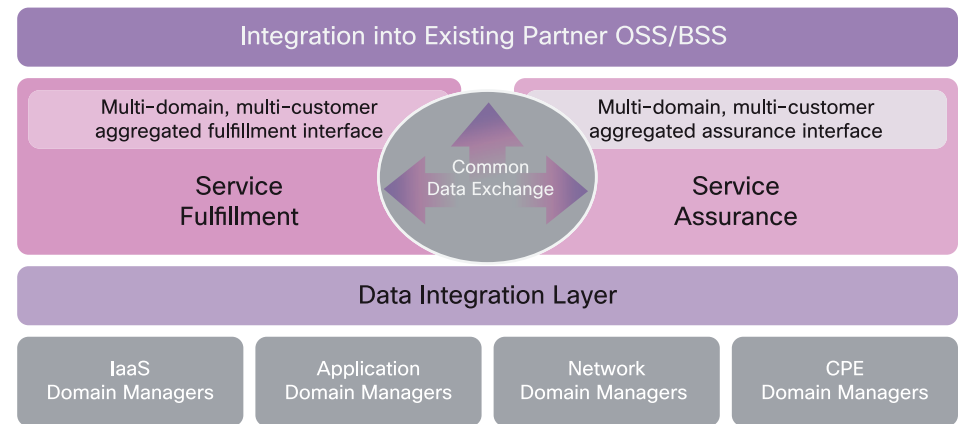 Integration into Existing Partner OSS/BSS
Multi-domain, multi-customer
aggregated fulfillment interface
Multi-domain, multi-customer
aggregated assurance interface
Common
Data Exchange
Service
Fulfillment
Service
Assurance
Data Integration Layer
IaaS
Domain Managers
Application
Domain Managers
Network
Domain Managers
CPE
Domain Managers